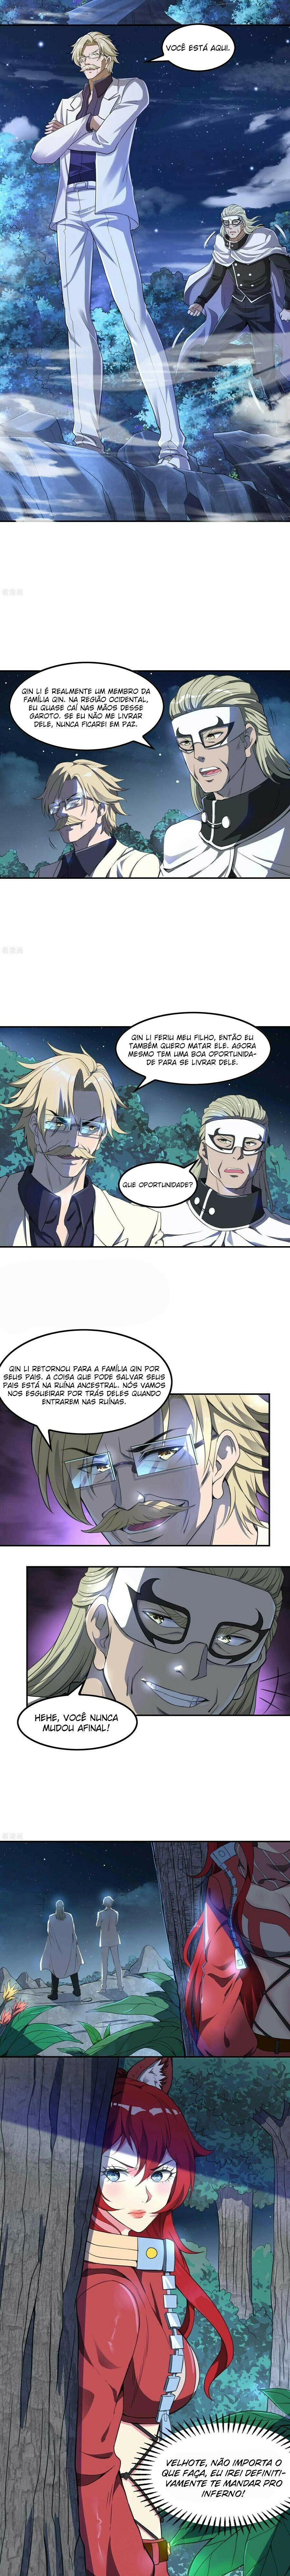 VOCÊ ESTÁ AQUI.
QIN LI É REALMENTE UM MEMBRO DA
FAMÍLIA QIN. NA REGIÃO OCIDENTAL,
EU QUASE CAÍ NAS MÃOS DESSE
GAROTO. SE EU NÃO ME LIVRAR
DELE, NUNCA FICAREI EM PAZ.
QIN LI FERIU MEU FILHO, ENTÃO EU
TAMBÉM QUERO MATAR ELE. AGORA
MESMO TEM UMA BOA OPORTUNIDA-
DE PARA SE LIVRAR DELE.
QUE OPORTUNIDADE?
QIN LI RETORNOU PARA A FAMÍLIA QIN POR
SEUS PAIS. A COISA QUE PODE SALVAR SEUS
PAIS ESTÁ NA RUÍNA ANCESTRAL. NÓS VAMOS
NOS ESGUEIRAR POR TRÁS DELES QUANDO
ENTRAREM NAS RUÍNAS.
HEHE, VOCÊ NUNCA
MUDOU AFINAL!
VELHOTE, NÃO IMPORTA O
QUE FAÇA, EU IREI DEFINITI-
VAMENTE TE MANDAR PRO
INFERNO!